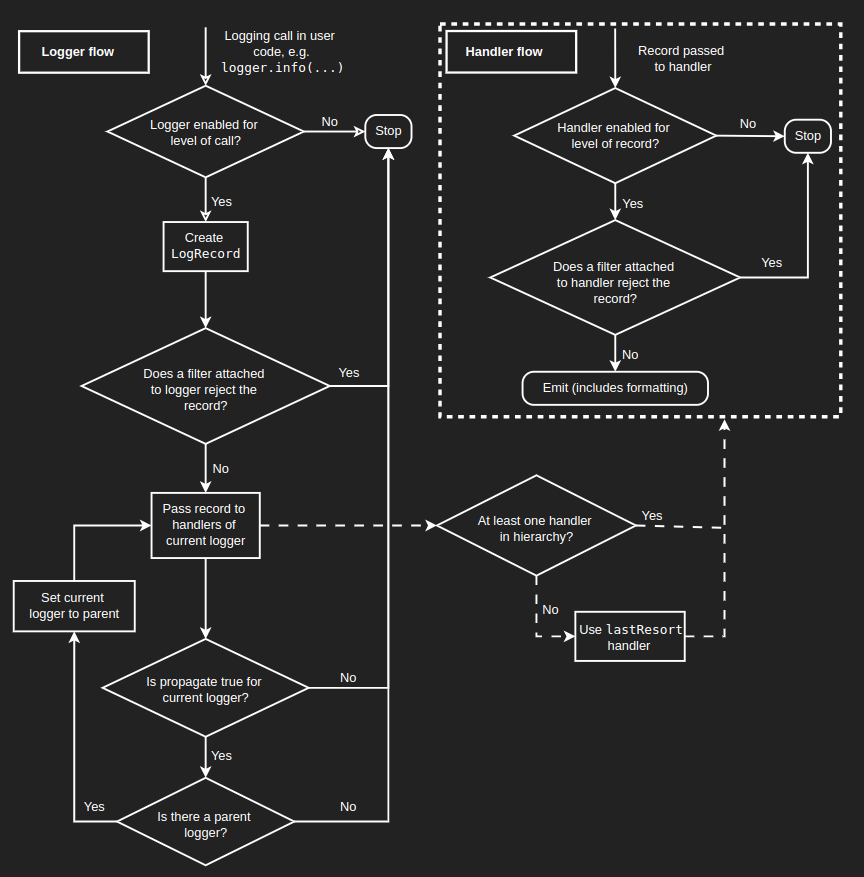 Logger flow
Logging call in user
code, e.g.
logger.info(...)
Logger enabled for
level of call?
No
Stop
Yes
Create
LogRecord
Does a filter attached
to logger reject the
record?
Yes
No
Pass record to
handlers of
current logger
Set current
logger to parent
Is propagate true for
current logger?
No
Yes
Is there a parent
logger?
Yes
No
At least one handler
in hierarchy?
Yes
No
Use lastResort
handler
Handler flow
Record passed
to handler
Handler enabled for
level of record?
No
Stop
Yes
Does a filter attached
to handler reject the
record?
Yes
No
Emit (includes formatting)